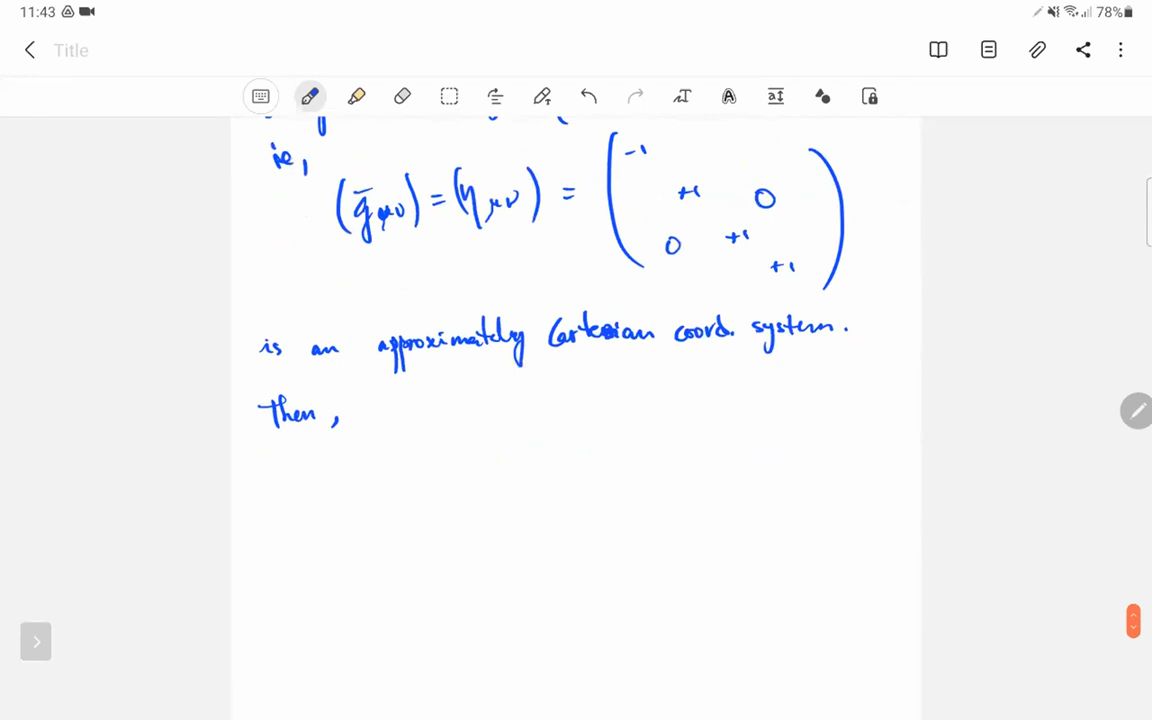 11:43 78%
Title
ie,
(ḡμν) = (ημν) = ( -1
+1 0
0 +1
+1 )
is an approximately Cartesian coord. system.
then,